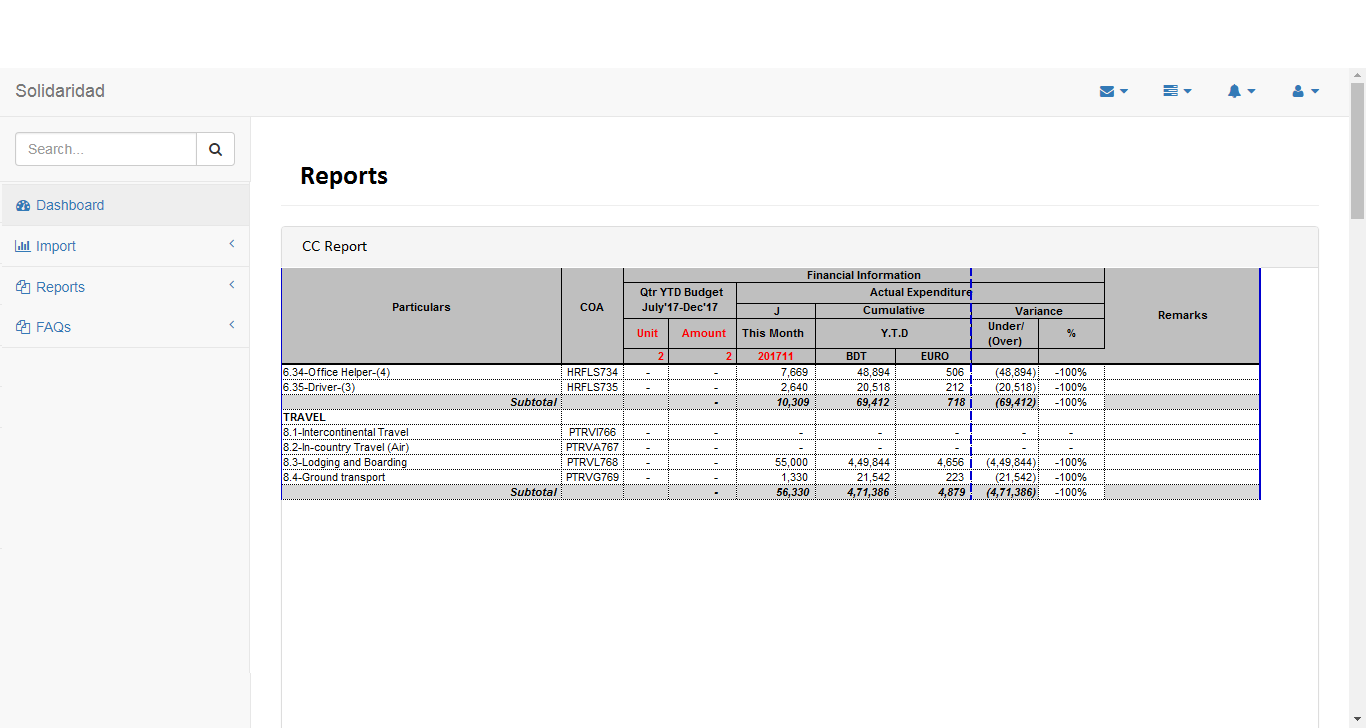 Solidaridad
Search...
Dashboard
Import
Reports
FAQs
Reports
CC Report
Particulars COA Financial Information Remarks
Qtr YTD Budget July'17-Dec'17 Actual Expenditure
J Cumulative Variance
Unit Amount This Month Y.T.D Under/ (Over) %
2 2 201711 BDT EURO
6.34-Office Helper-(4) HRFLS734 - - 7,669 48,894 506 (48,894) -100%
6.35-Driver-(3) HRFLS735 - - 2,640 20,518 212 (20,518) -100%
Subtotal - 10,309 69,412 718 (69,412) -100%
TRAVEL
8.1-Intercontinental Travel PTRVI766 - - - - - - -
8.2-In-country Travel (Air) PTRVA767 - - - - - - -
8.3-Lodging and Boarding PTRVL768 - - 55,000 4,49,844 4,656 (4,49,844) -100%
8.4-Ground transport PTRVG769 - - 1,330 21,542 223 (21,542) -100%
Subtotal - 56,330 4,71,386 4,879 (4,71,386) -100%